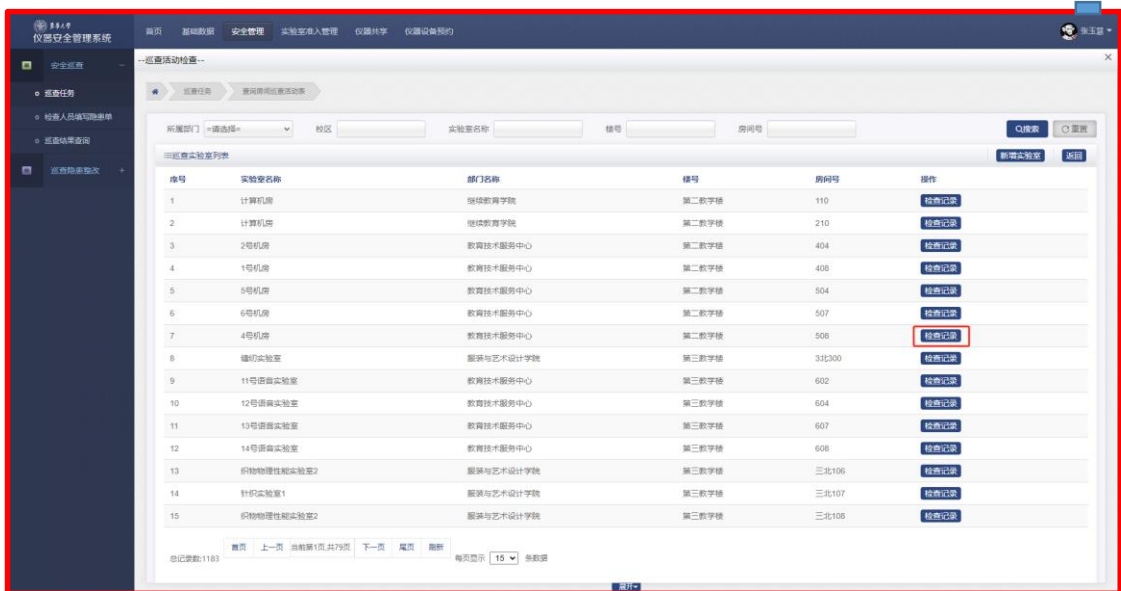 仪器安全管理系统
首页 基础数据 安全管理 实验室准入管理 仪器共享 仪器设备预约
张玉慧
安全巡查
巡查任务
检查人员填写隐患单
巡查结果查询
巡查隐患整改
--巡查活动检查--
巡查任务 查询房间巡查活动表
所属部门 =请选择= 校区 实验室名称 楼号 房间号 搜索 重置
巡查实验室列表 新增实验室 返回
序号 实验室名称 部门名称 楼号 房间号 操作
1 计算机房 继续教育学院 第二教学楼 110 检查记录
2 计算机房 继续教育学院 第二教学楼 210 检查记录
3 2号机房 教育技术服务中心 第二教学楼 404 检查记录
4 1号机房 教育技术服务中心 第二教学楼 408 检查记录
5 5号机房 教育技术服务中心 第二教学楼 504 检查记录
6 6号机房 教育技术服务中心 第二教学楼 507 检查记录
7 4号机房 教育技术服务中心 第二教学楼 508 检查记录
8 缝纫实验室 服装与艺术设计学院 第三教学楼 3北300 检查记录
9 11号语音实验室 教育技术服务中心 第三教学楼 602 检查记录
10 12号语音实验室 教育技术服务中心 第三教学楼 604 检查记录
11 13号语音实验室 教育技术服务中心 第三教学楼 607 检查记录
12 14号语音实验室 教育技术服务中心 第三教学楼 608 检查记录
13 织物物理性能实验室2 服装与艺术设计学院 第三教学楼 三北106 检查记录
14 针织实验室1 服装与艺术设计学院 第三教学楼 三北107 检查记录
15 织物物理性能实验室2 服装与艺术设计学院 第三教学楼 三北108 检查记录
总记录数:1183 首页 上一页 当前第1页,共79页 下一页 尾页 刷新 每页显示 15 条数据
展开